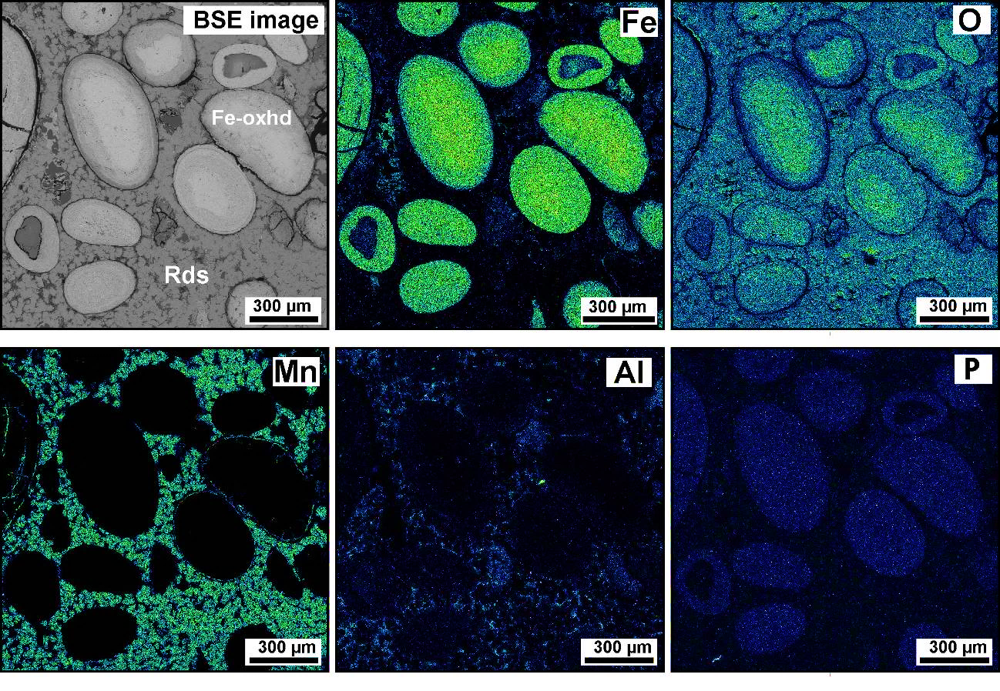 BSE image
Fe
O
Fe-oxhd
Rds
300 µm
300 µm
300 µm
Mn
Al
P
300 µm
300 µm
300 µm